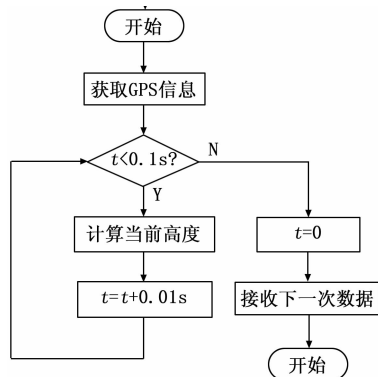 开始
获取GPS信息
t<0.1s?
N
Y
计算当前高度
t=0
t=t+0.01s
接收下一次数据
开始